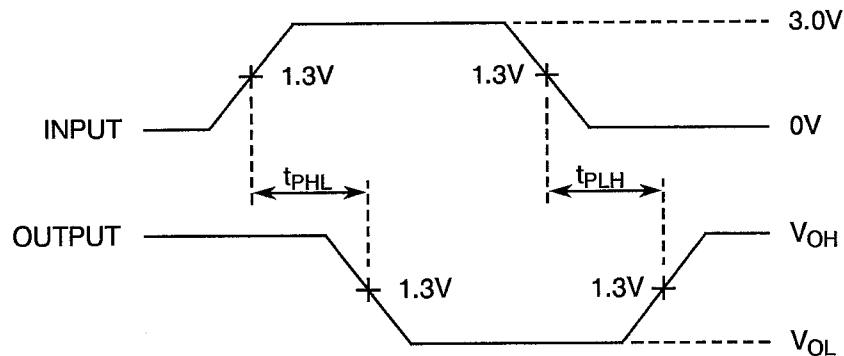 3.0V
1.3V 1.3V
INPUT 0V
tPHL tPLH
OUTPUT VOH
1.3V 1.3V
VOL